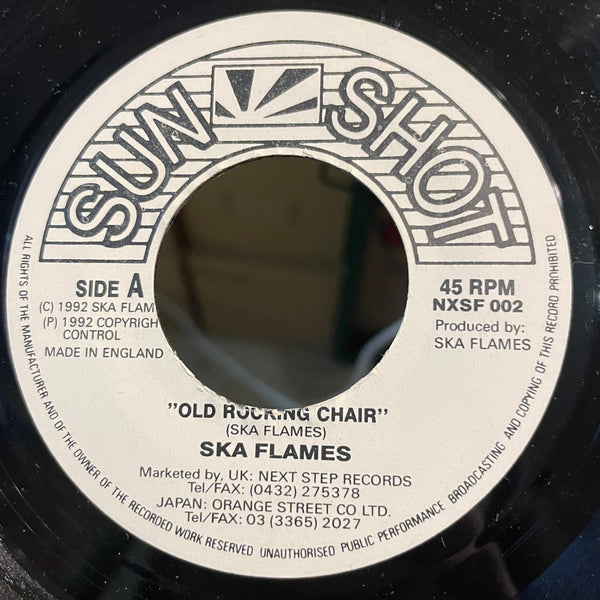 SUN SHOT
SIDE A
(C) 1992 SKA FLAM
(P) 1992 COPYRIGH
CONTROL
MADE IN ENGLAND
45 RPM
NXSF 002
Produced by:
SKA FLAMES
"OLD ROCKING CHAIR"
(SKA FLAMES)
SKA FLAMES
Marketed by, UK: NEXT STEP RECORDS
Tel/FAX: (0432) 275378
JAPAN: ORANGE STREET CO LTD.
Tel/FAX: 03 (3365) 2027
ALL RIGHTS OF THE MANUFACTURER AND OF THE OWNER OF THE RECORDED WORK RESERVED UNAUTHORISED PUBLIC PERFORMANCE BROADCASTING AND COPYING OF THIS RECORD PROHIBITED